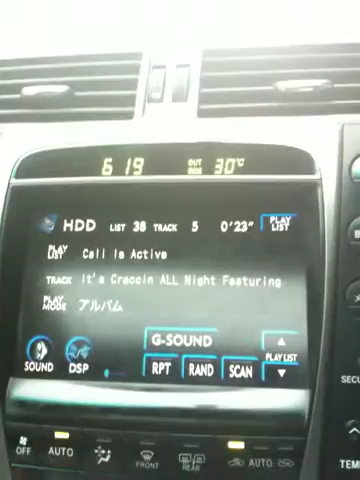 6 19 OUT SIDE 30℃
HDD LIST 38 TRACK 5 0'23" PLAY LIST
PLAY LIST Call Is Active
TRACK it's Craccin ALL Night Featuring
PLAY MODE アルバム
G-SOUND
SOUND DSP RPT RAND SCAN PLAY LIST
OFF AUTO FRONT REAR AUTO
TEM